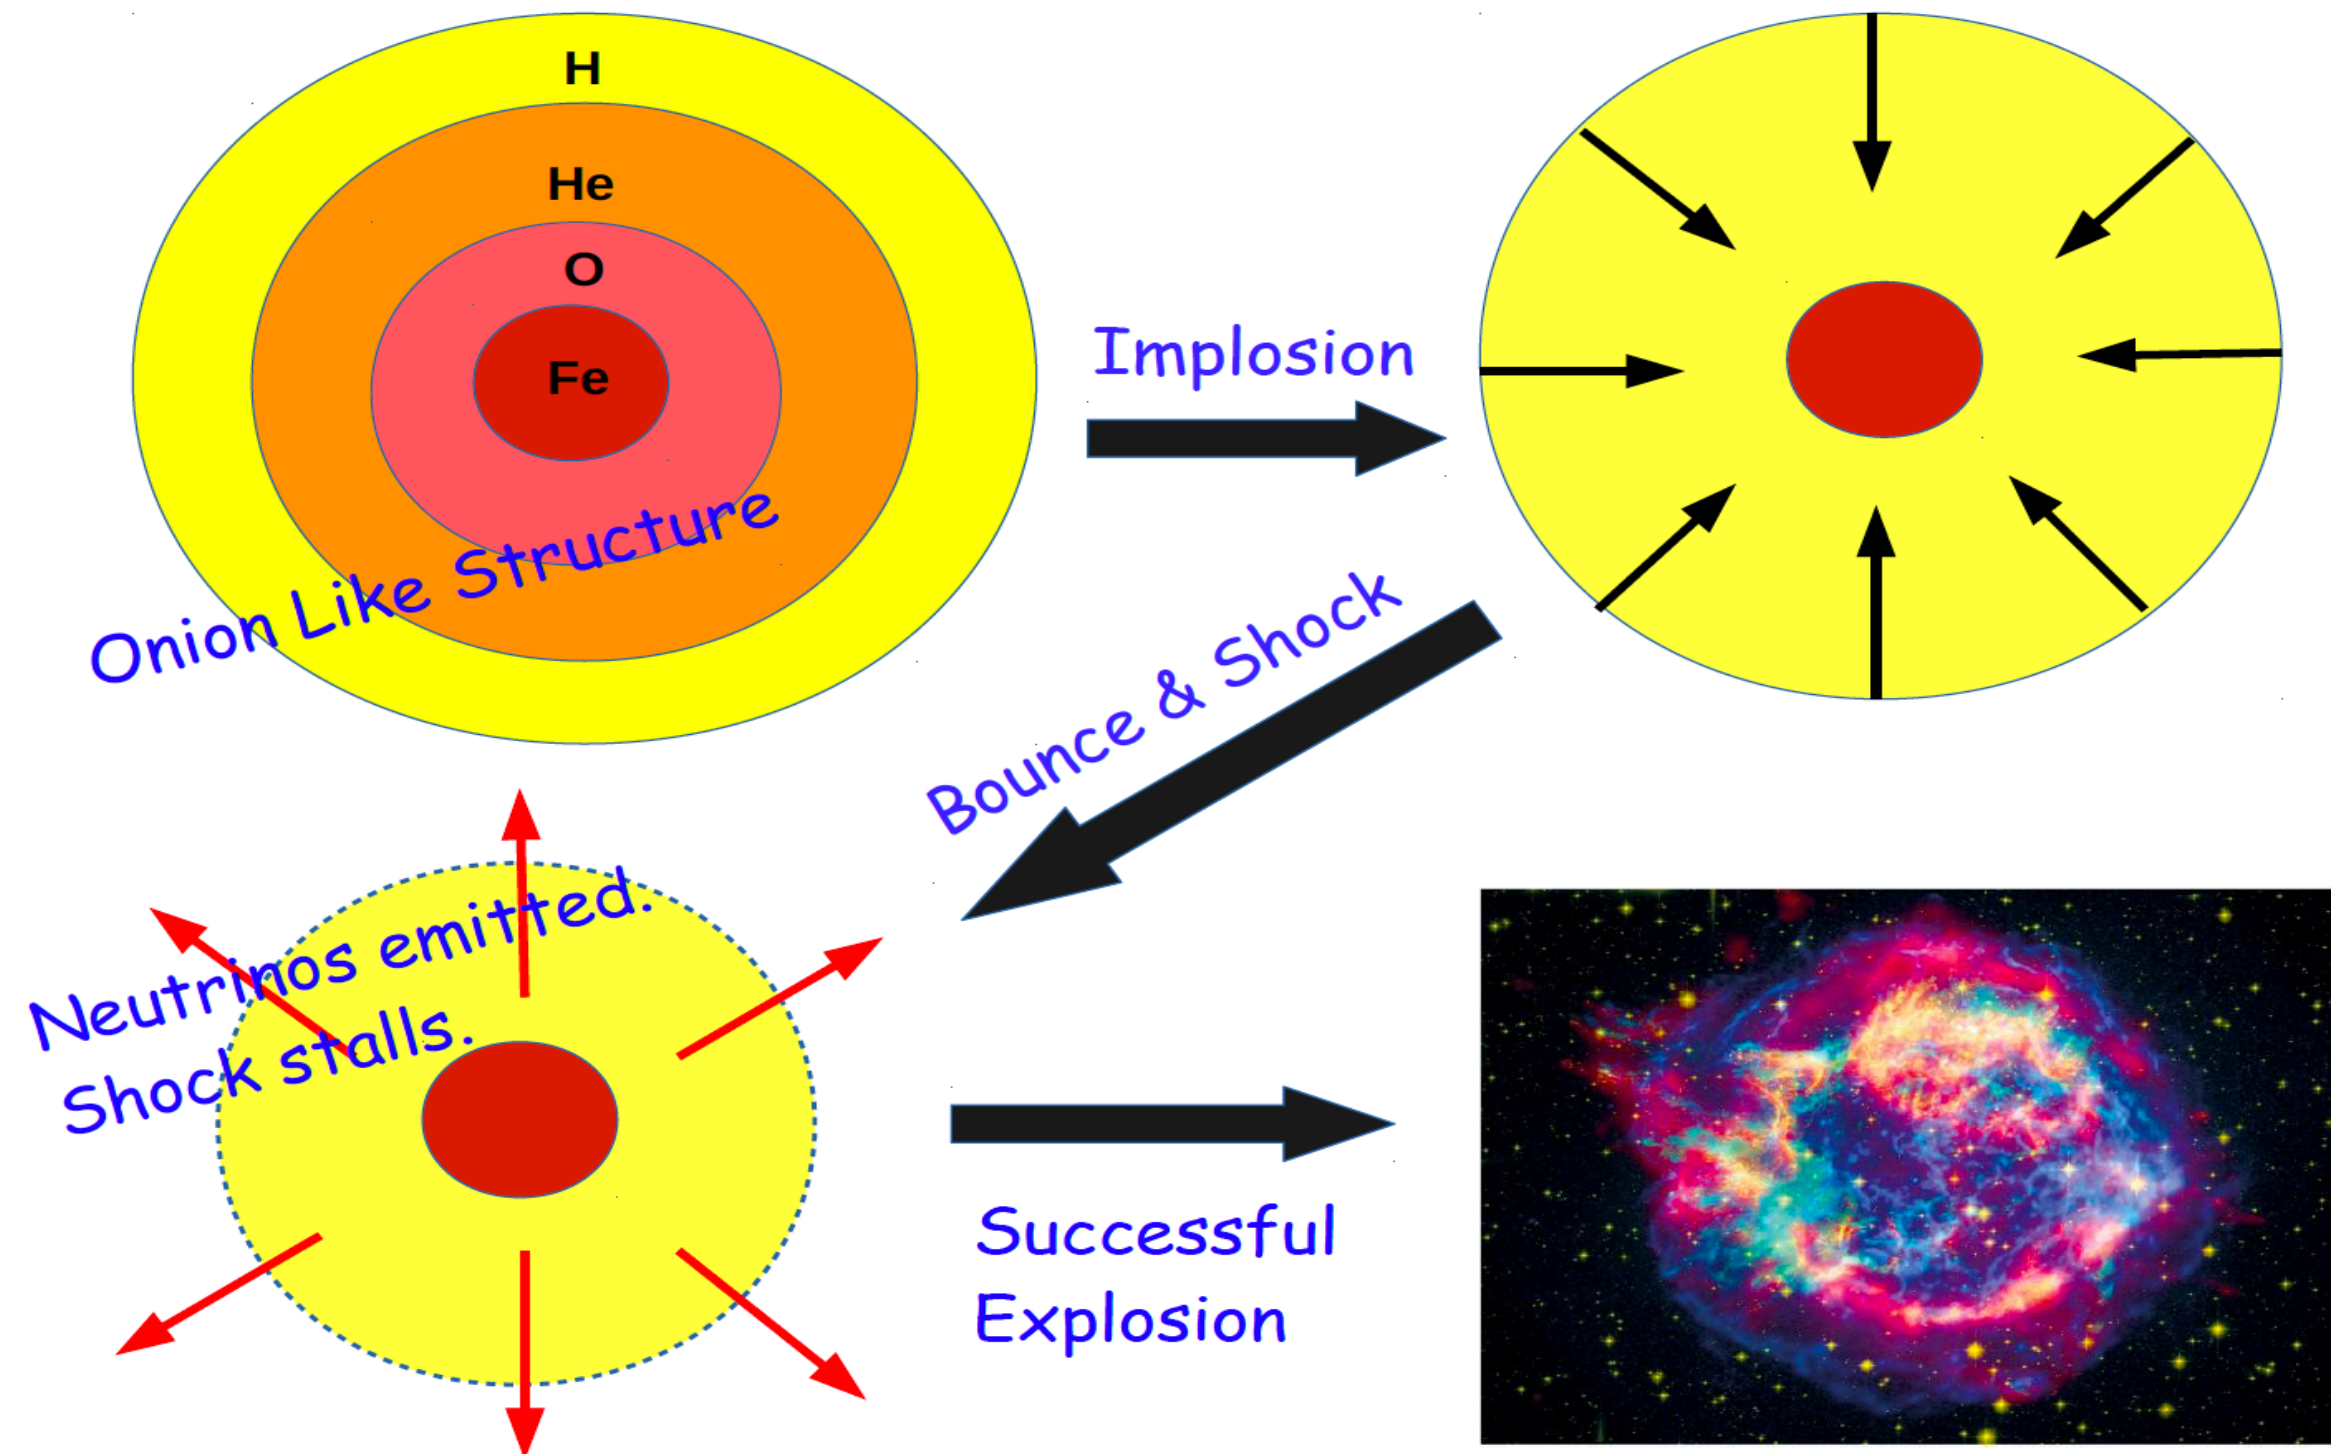 H
He
O
Fe
Onion Like Structure
Implosion
Bounce & Shock
Neutrinos emitted.
Shock stalls.
Successful
Explosion